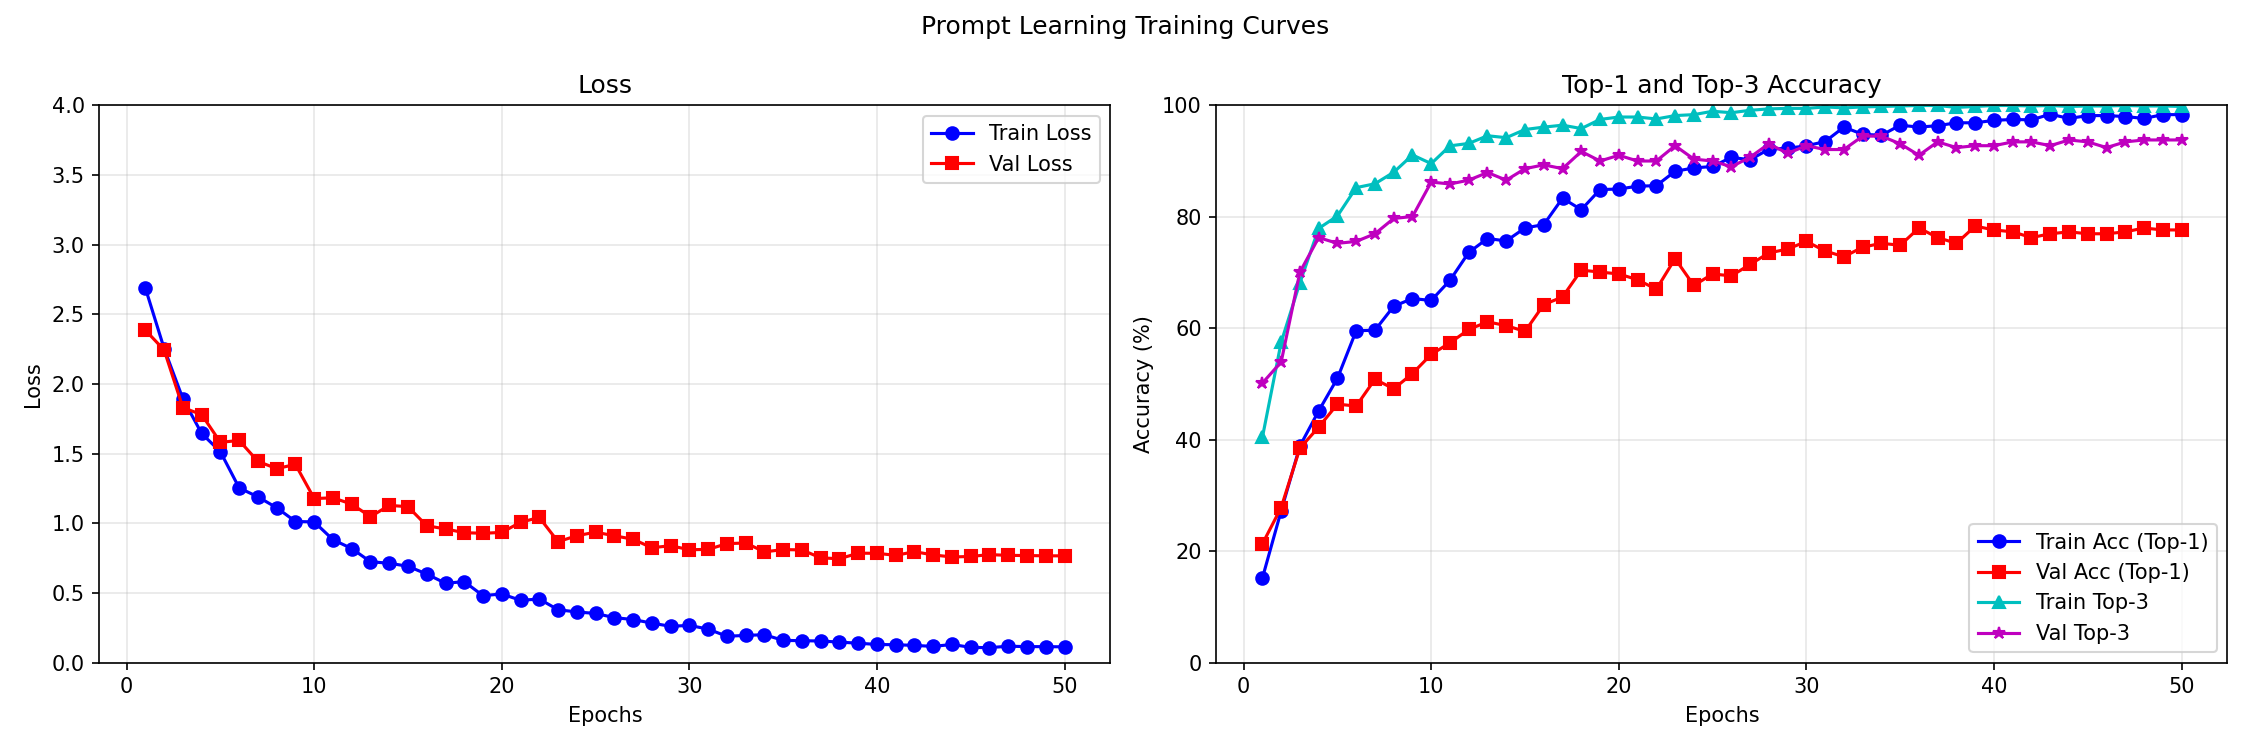 Prompt Learning Training Curves
Loss
4.0
3.5
3.0
2.5
2.0
1.5
1.0
0.5
0.0
Loss
Train Loss
Val Loss
0 10 20 30 40 50
Epochs
Top-1 and Top-3 Accuracy
100
80
60
40
20
0
Accuracy (%)
Train Acc (Top-1)
Val Acc (Top-1)
Train Top-3
Val Top-3
0 10 20 30 40 50
Epochs